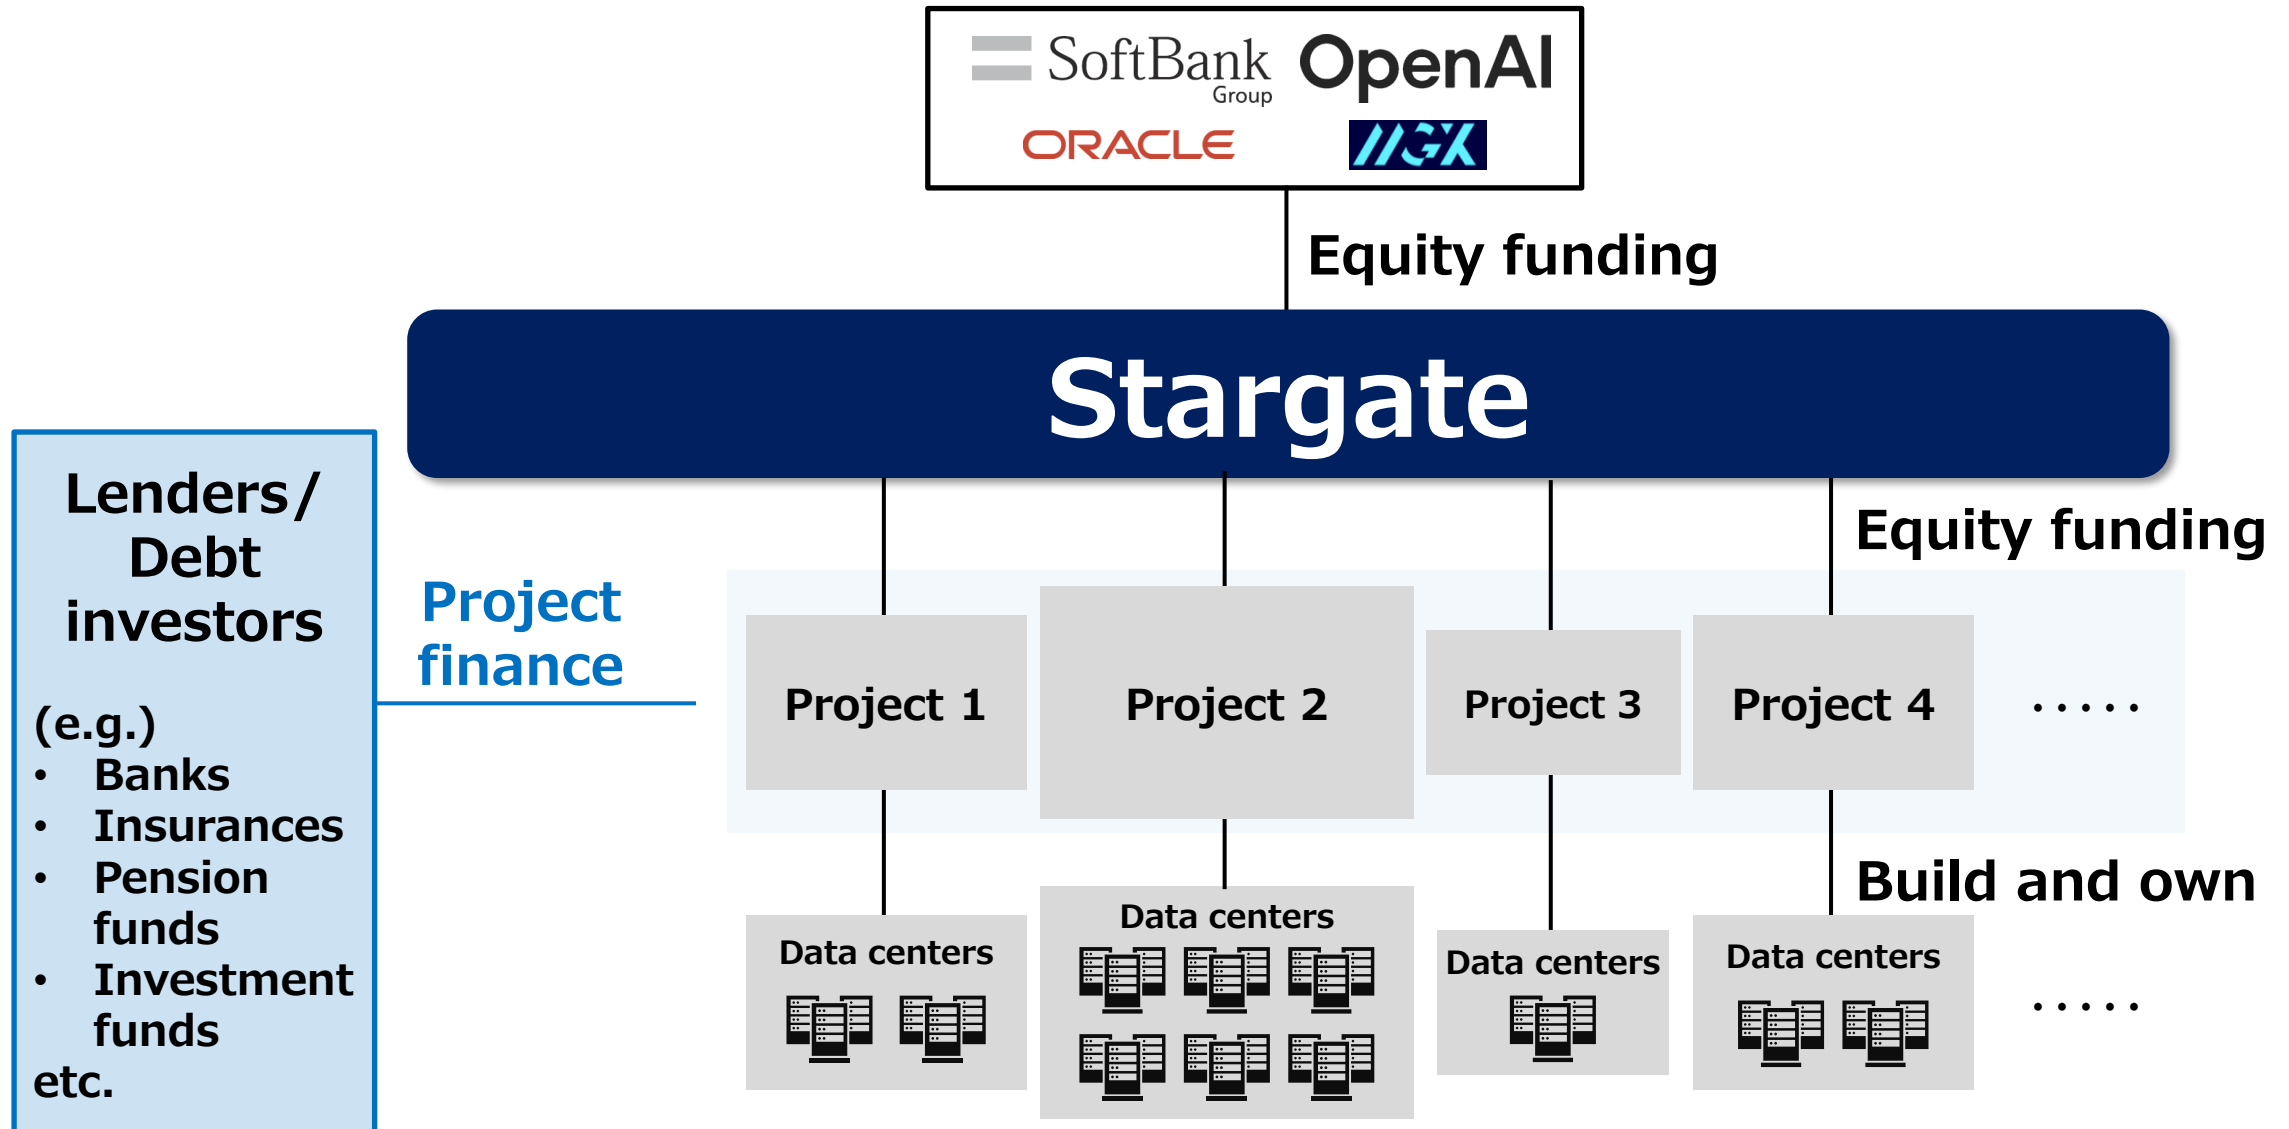 SoftBank
Group
OpenAI
ORACLE
MGX
Equity funding
Stargate
Lenders/
Debt
investors
(e.g.)
• Banks
• Insurances
• Pension
funds
• Investment
funds
etc.
Project
finance
Equity funding
Project 1
Project 2
Project 3
Project 4
.....
Build and own
Data centers
Data centers
Data centers
Data centers
.....